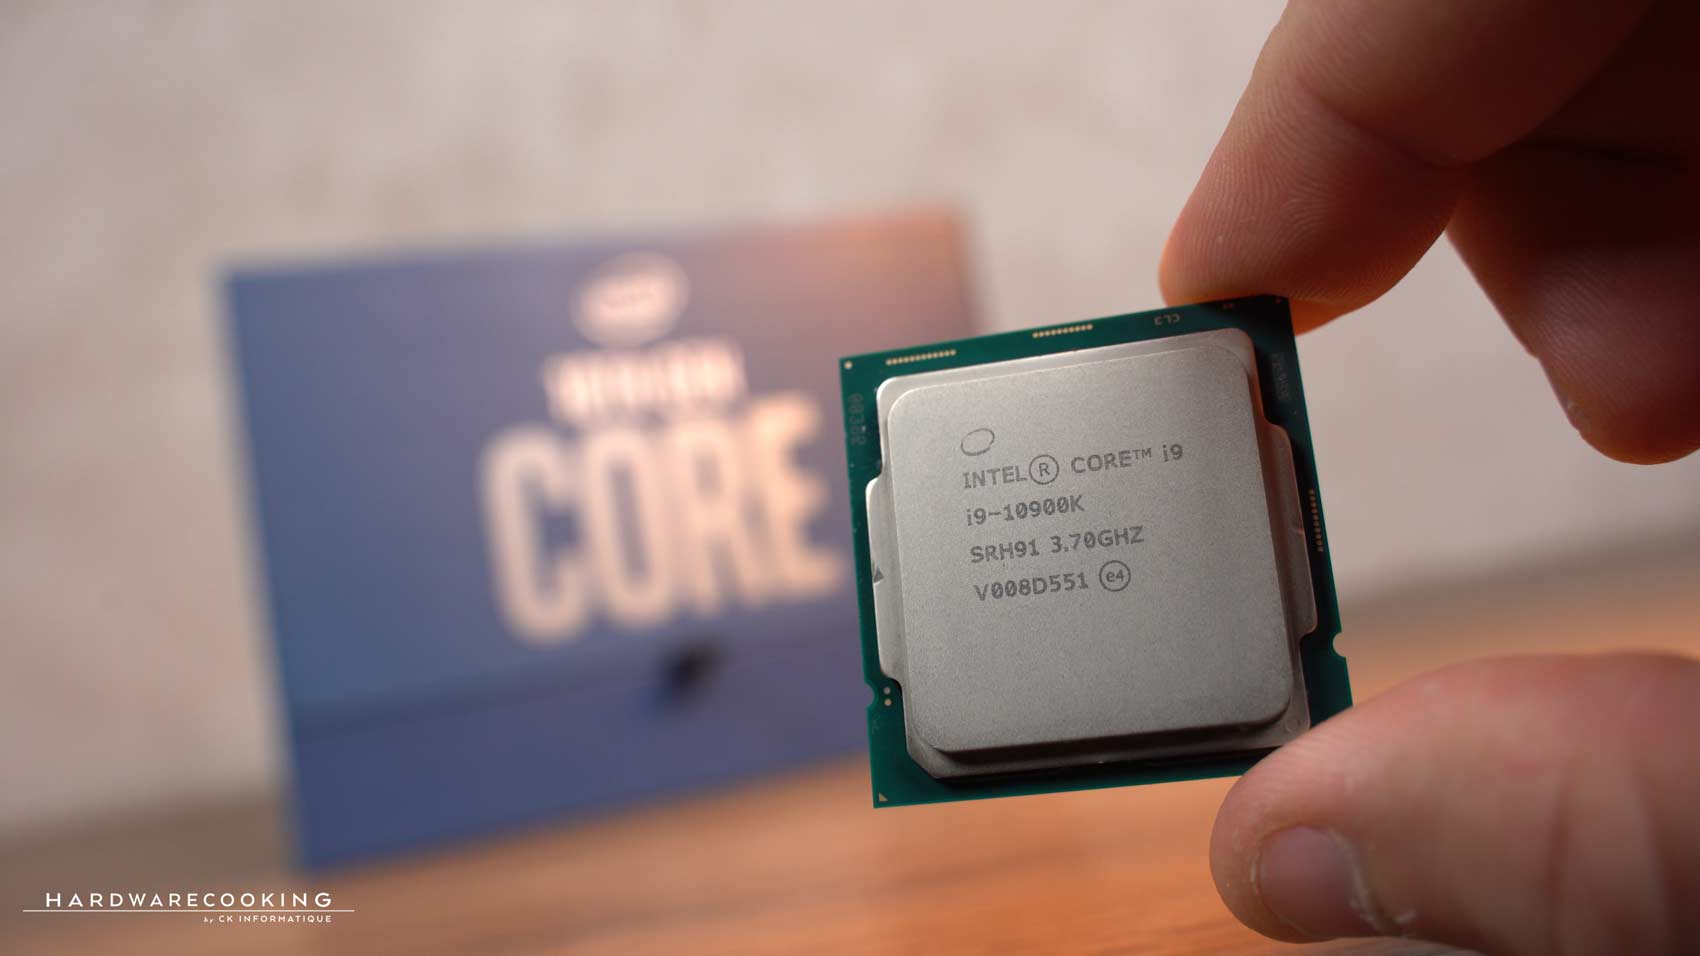 CORE
INTEL® CORE™ i9
i9-10900K
SRH91 3.70GHZ
V008D551 e4
HARDWARECOOKING
by CK INFORMATIQUE